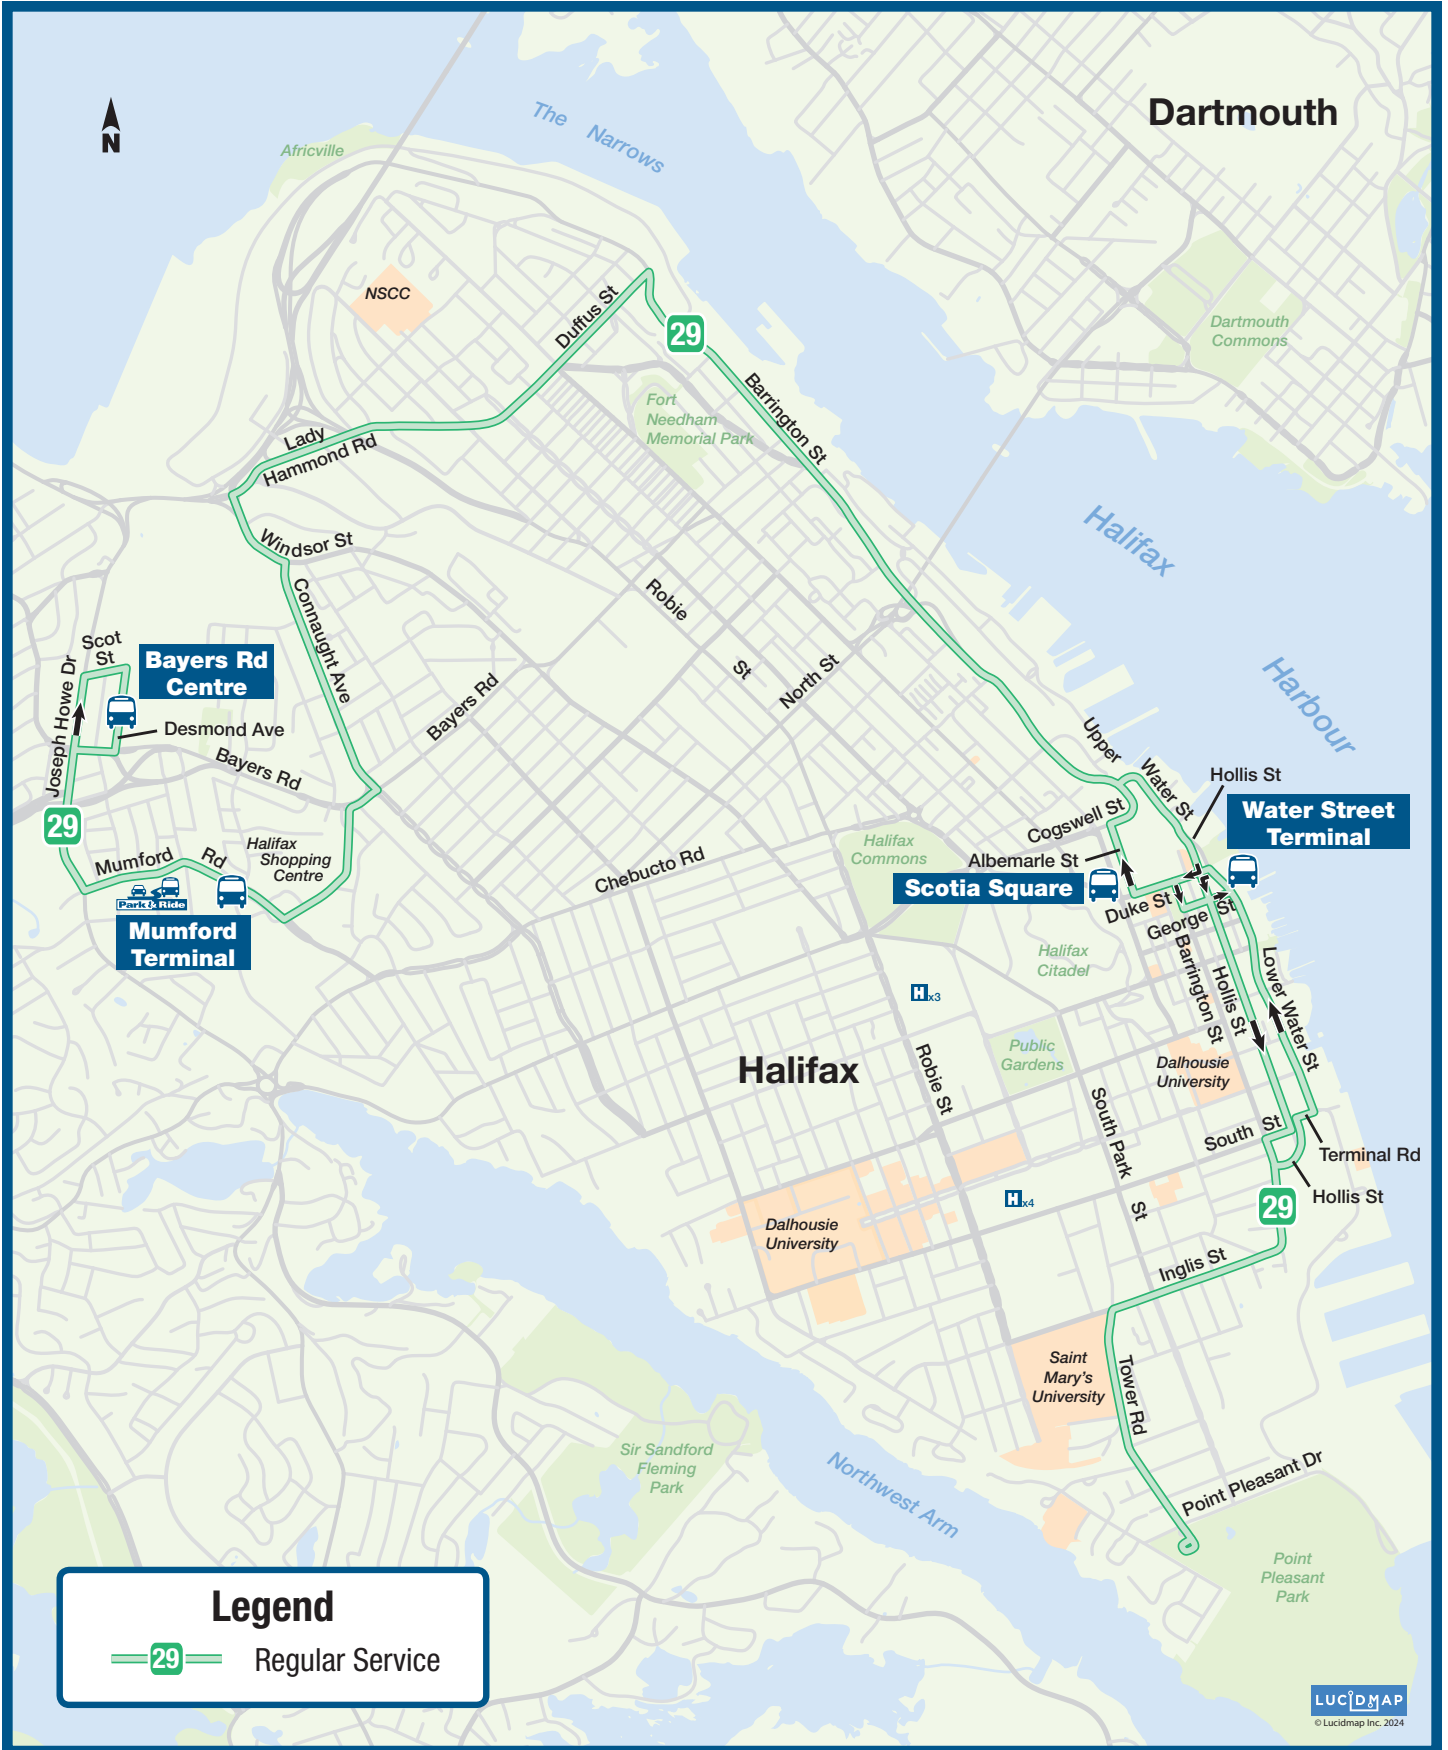 Dartmouth
The Narrows
Africville
N
NSCC
Duffus St
29
Dartmouth
Commons
Fort
Needham
Memorial Park
Barrington St
Lady
Hammond Rd
Halifax
Harbour
Windsor St
Connaught Ave
Robie
St
North St
Scot
St
Bayers Rd
Centre
Joseph Howe Dr
Desmond Ave
Bayers Rd
Bayers Rd
Upper
Water St
Hollis St
Water Street
Terminal
Cogswell St
Albemarle St
Scotia Square
Halifax
Commons
29
Mumford
Rd
Halifax
Shopping
Centre
Park & Ride
Mumford
Terminal
Chebucto Rd
Duke St
George St
Halifax
Citadel
Barrington St
Hollis St
Lower Water St
H x3
Public
Gardens
Halifax
Robie St
Dalhousie
University
South Park
St
South St
Terminal Rd
Hollis St
29
H x4
Dalhousie
University
Inglis St
Saint
Mary's
University
Tower Rd
Sir Sandford
Fleming
Park
Northwest Arm
Point Pleasant Dr
Point
Pleasant
Park
Legend
29 Regular Service
LUCIDMAP
© Lucidmap Inc. 2024